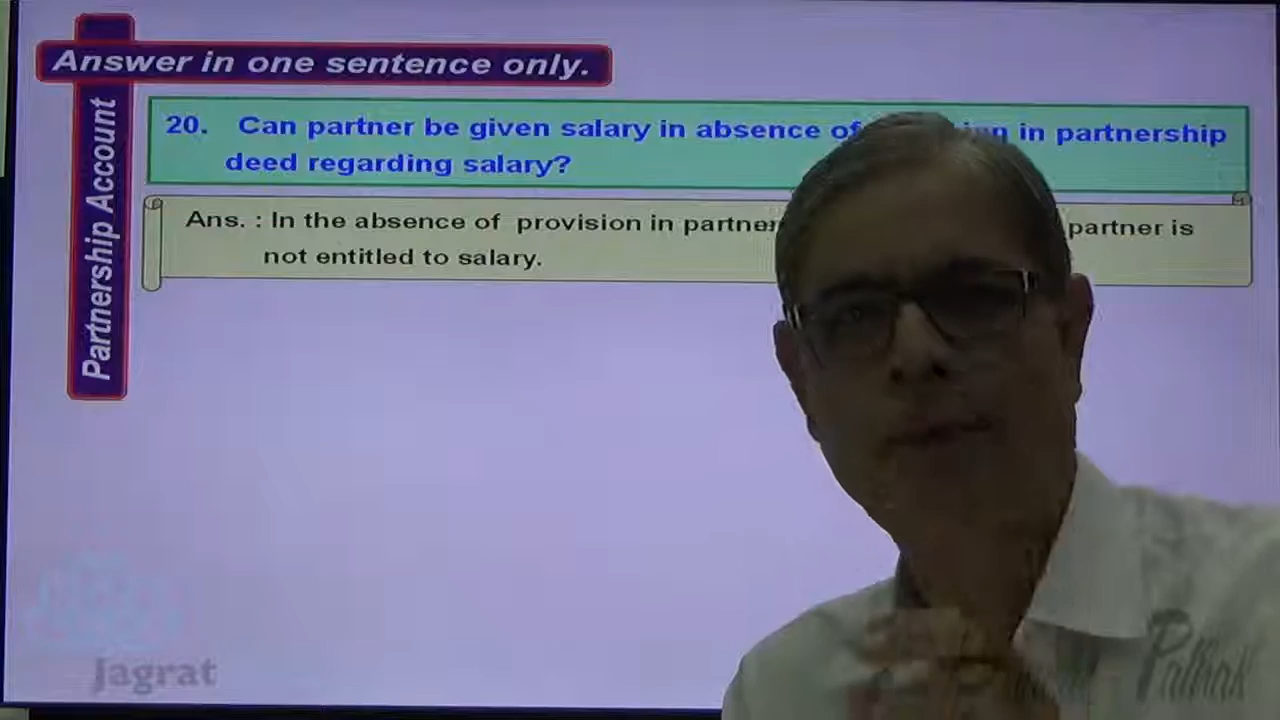 Answer in one sentence only.
Partnership Account
20. Can partner be given salary in absence of in partnership
deed regarding salary?
Ans. : In the absence of provision in partner partner is
not entitled to salary.
Jagrat
Pathak